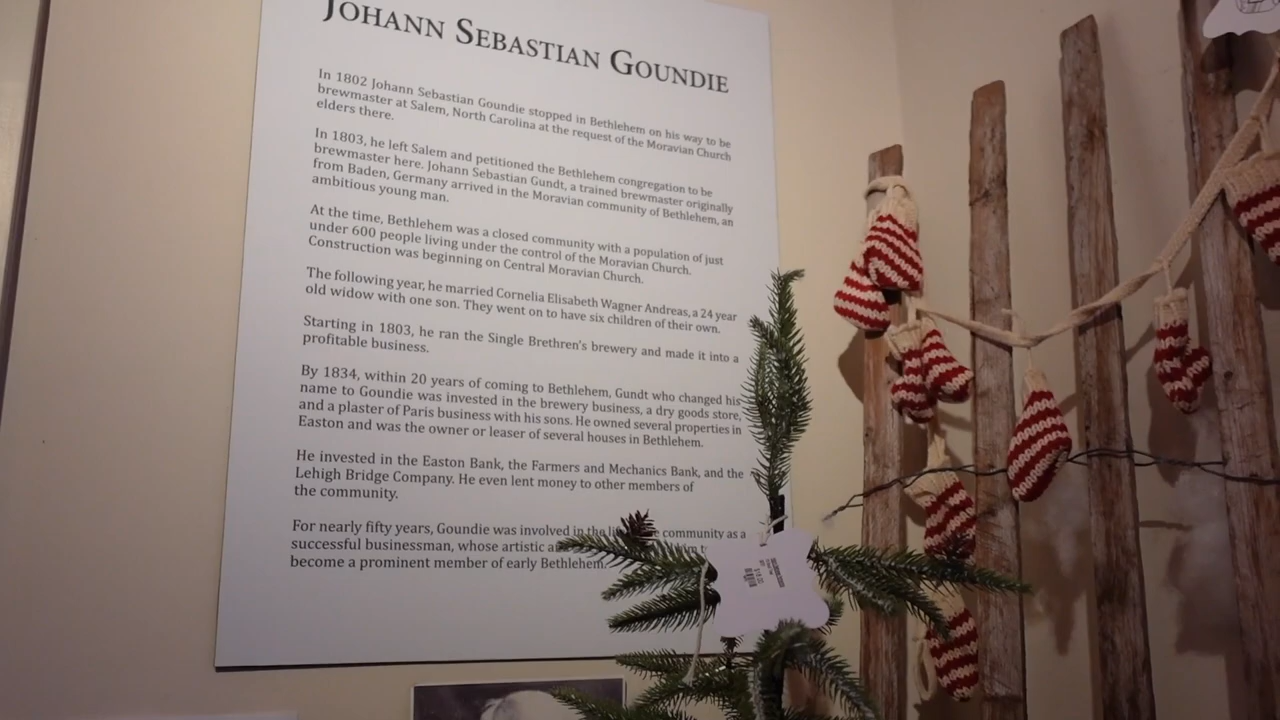 JOHANN SEBASTIAN GOUNDIE
In 1802 Johann Sebastian Goundie stopped in Bethlehem on his way to be
brewmaster at Salem, North Carolina at the request of the Moravian Church
elders there.
In 1803, he left Salem and petitioned the Bethlehem congregation to be
brewmaster here. Johann Sebastian Gundt, a trained brewmaster originally
from Baden, Germany arrived in the Moravian community of Bethlehem, an
ambitious young man.
At the time, Bethlehem was a closed community with a population of just
under 600 people living under the control of the Moravian Church.
Construction was beginning on Central Moravian Church.
The following year, he married Cornelia Elisabeth Wagner Andreas, a 24 year
old widow with one son. They went on to have six children of their own.
Starting in 1803, he ran the Single Brethren's brewery and made it into a
profitable business.
By 1834, within 20 years of coming to Bethlehem, Gundt who changed his
name to Goundie was invested in the brewery business, a dry goods store,
and a plaster of Paris business with his sons. He owned several properties in
Easton and was the owner or leaser of several houses in Bethlehem.
He invested in the Easton Bank, the Farmers and Mechanics Bank, and the
Lehigh Bridge Company. He even lent money to other members of
the community.
For nearly fifty years, Goundie was involved in the community as a
successful businessman, whose artistic
become a prominent member of early Bethlehem.